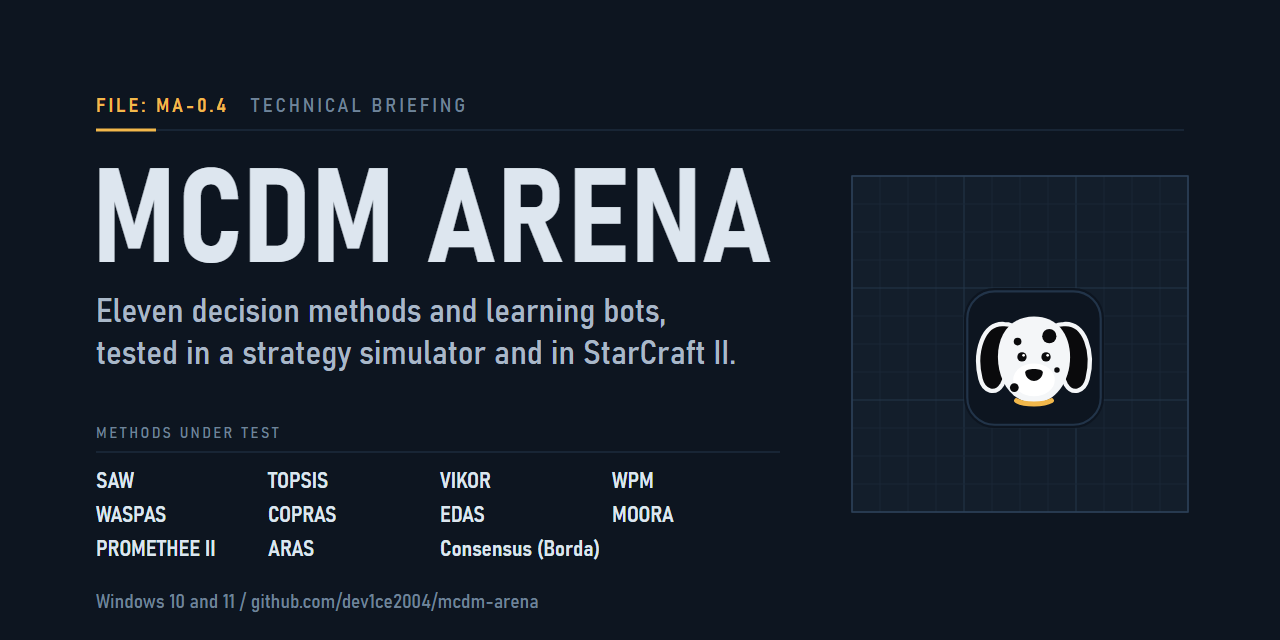 FILE: MA-0.4 TECHNICAL BRIEFING
MCDM ARENA
Eleven decision methods and learning bots,
tested in a strategy simulator and in StarCraft II.
METHODS UNDER TEST
SAW TOPSIS VIKOR WPM
WASPAS COPRAS EDAS MOORA
PROMETHEE II ARAS Consensus (Borda)
Windows 10 and 11 / github.com/dev1ce2004/mcdm-arena